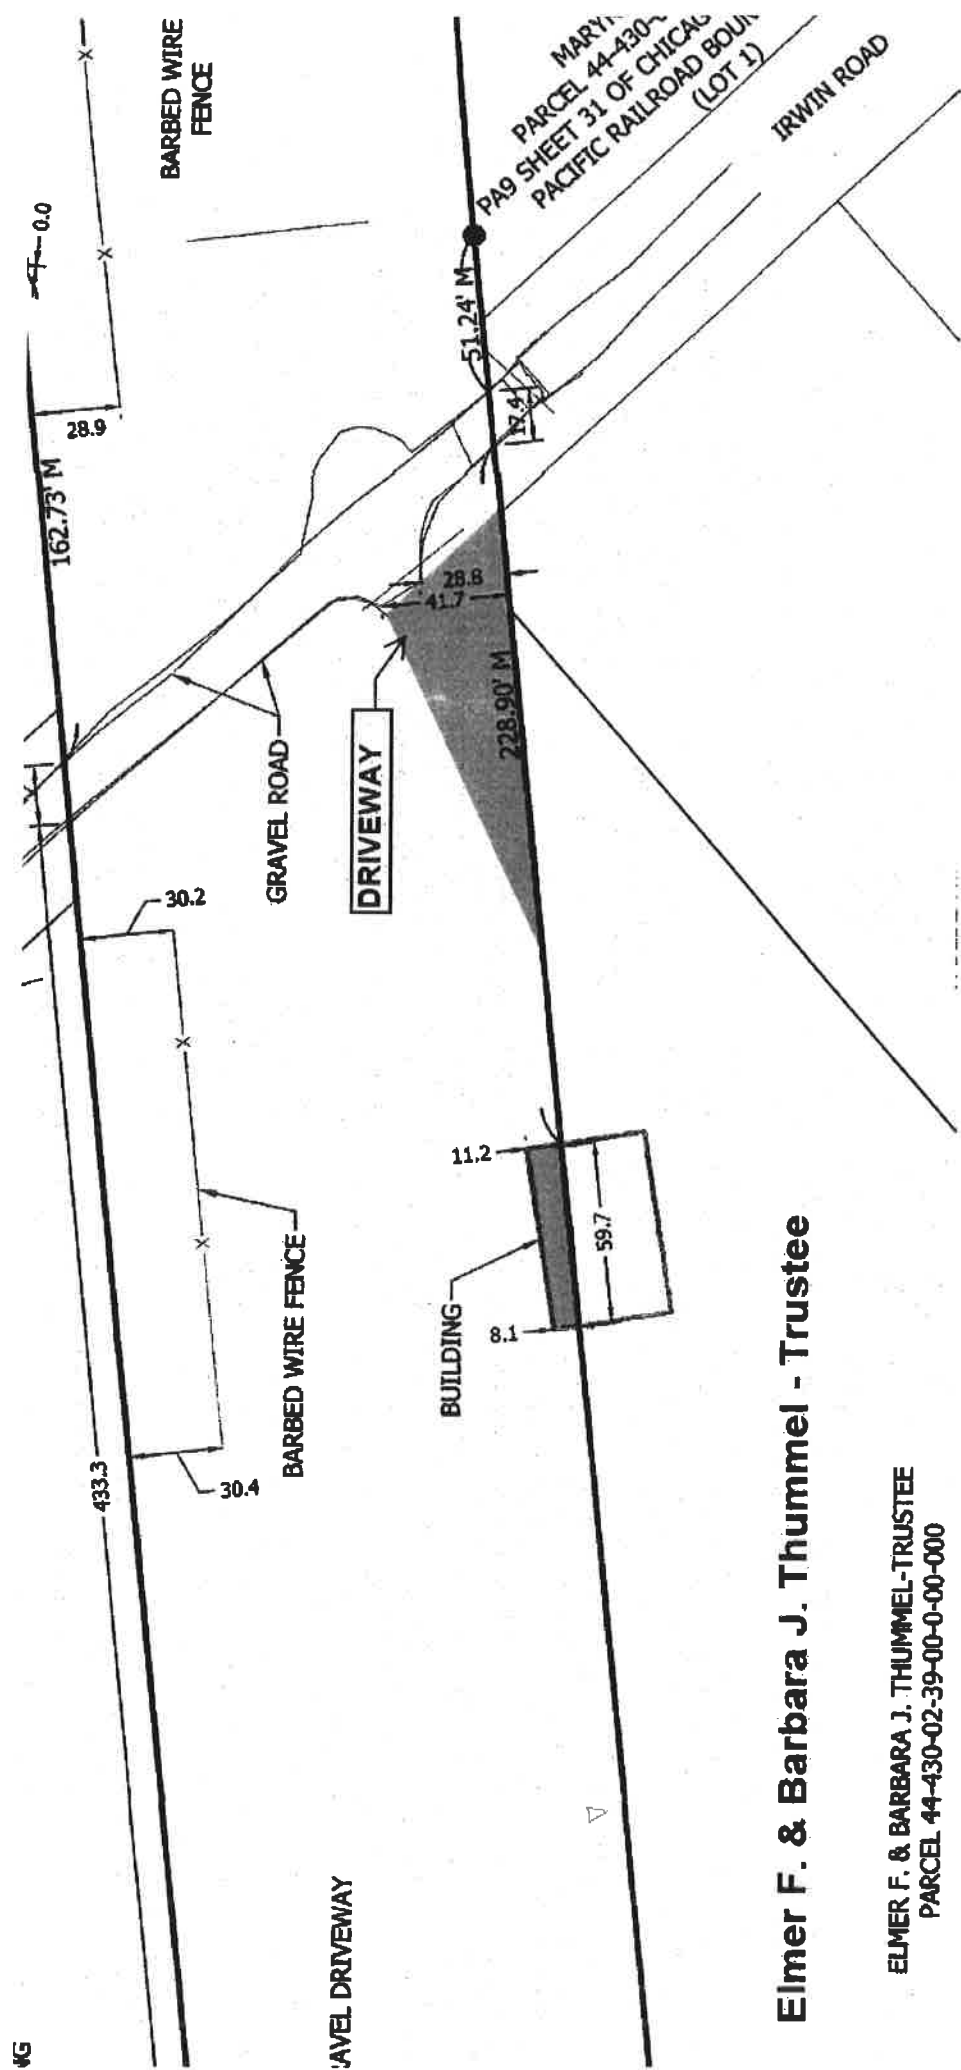 0.0
BARBED WIRE
FENCE
28.9
162.73' M
PARCEL 44-430-
PA9 SHEET 31 OF CHICAG
PACIFIC RAILROAD BOUN
(LOT 1)
IRWIN ROAD
51.24' M
17.4
28.8
41.7
228.90' M
GRAVEL ROAD
DRIVEWAY
30.2
X
X
X
X
X
433.3
BARBED WIRE FENCE
30.4
11.2
BUILDING
59.7
8.1
AVEL DRIVEWAY
Elmer F. & Barbara J. Thummel - Trustee
ELMER F. & BARBARA J. THUMMEL-TRUSTEE
PARCEL 44-430-02-39-00-0-00-000